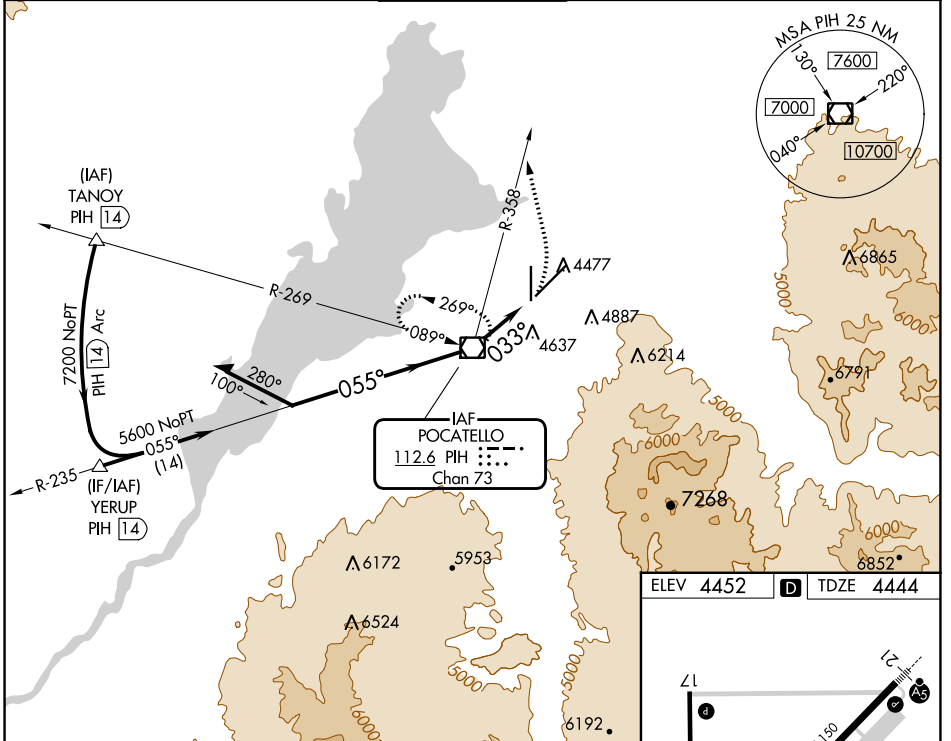 MSA PIH 25 NM
130°
7600
220°
7000
040°
10700
(IAF)
TANOY
PIH 14
R-358
4477
6865
5000
6000
R-269
269°
089°
033°
4887
4637
6214
7200 NoPT
PIH 14 Arc
280°
100°
055°
6791
5000
6000
5600 NoPT
055°
(14)
IAF
POCATELLO
112.6 PIH
Chan 73
R-235
(IF/IAF)
YERUP
PIH 14
7268
6000
6172
5953
6852
ELEV 4452 D TDZE 4444
6524
5000
5000
6000
6192
17
21
P
P
A5
150